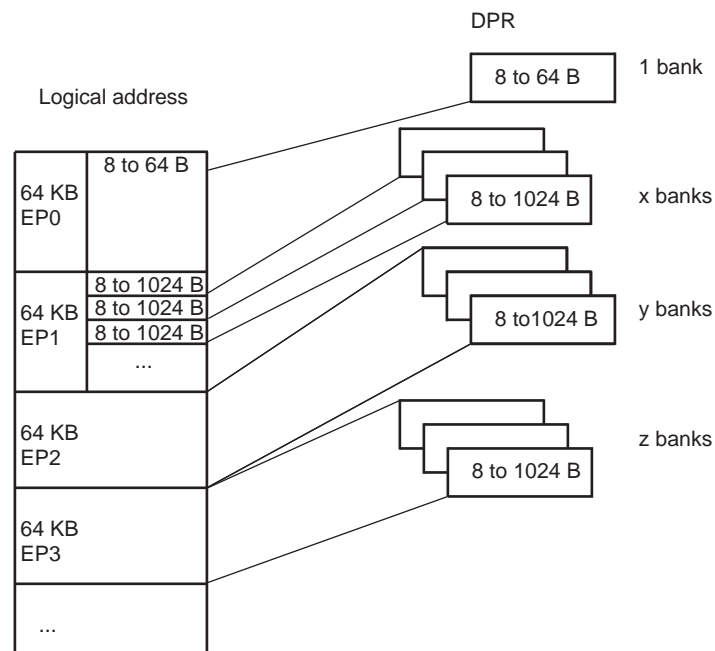 DPR
8 to 64 B
1 bank
Logical address
8 to 64 B
64 KB
EP0
8 to 1024 B
x banks
8 to 1024 B
8 to 1024 B
8 to 1024 B
...
64 KB
EP1
8 to1024 B
y banks
64 KB
EP2
8 to 1024 B
z banks
64 KB
EP3
...